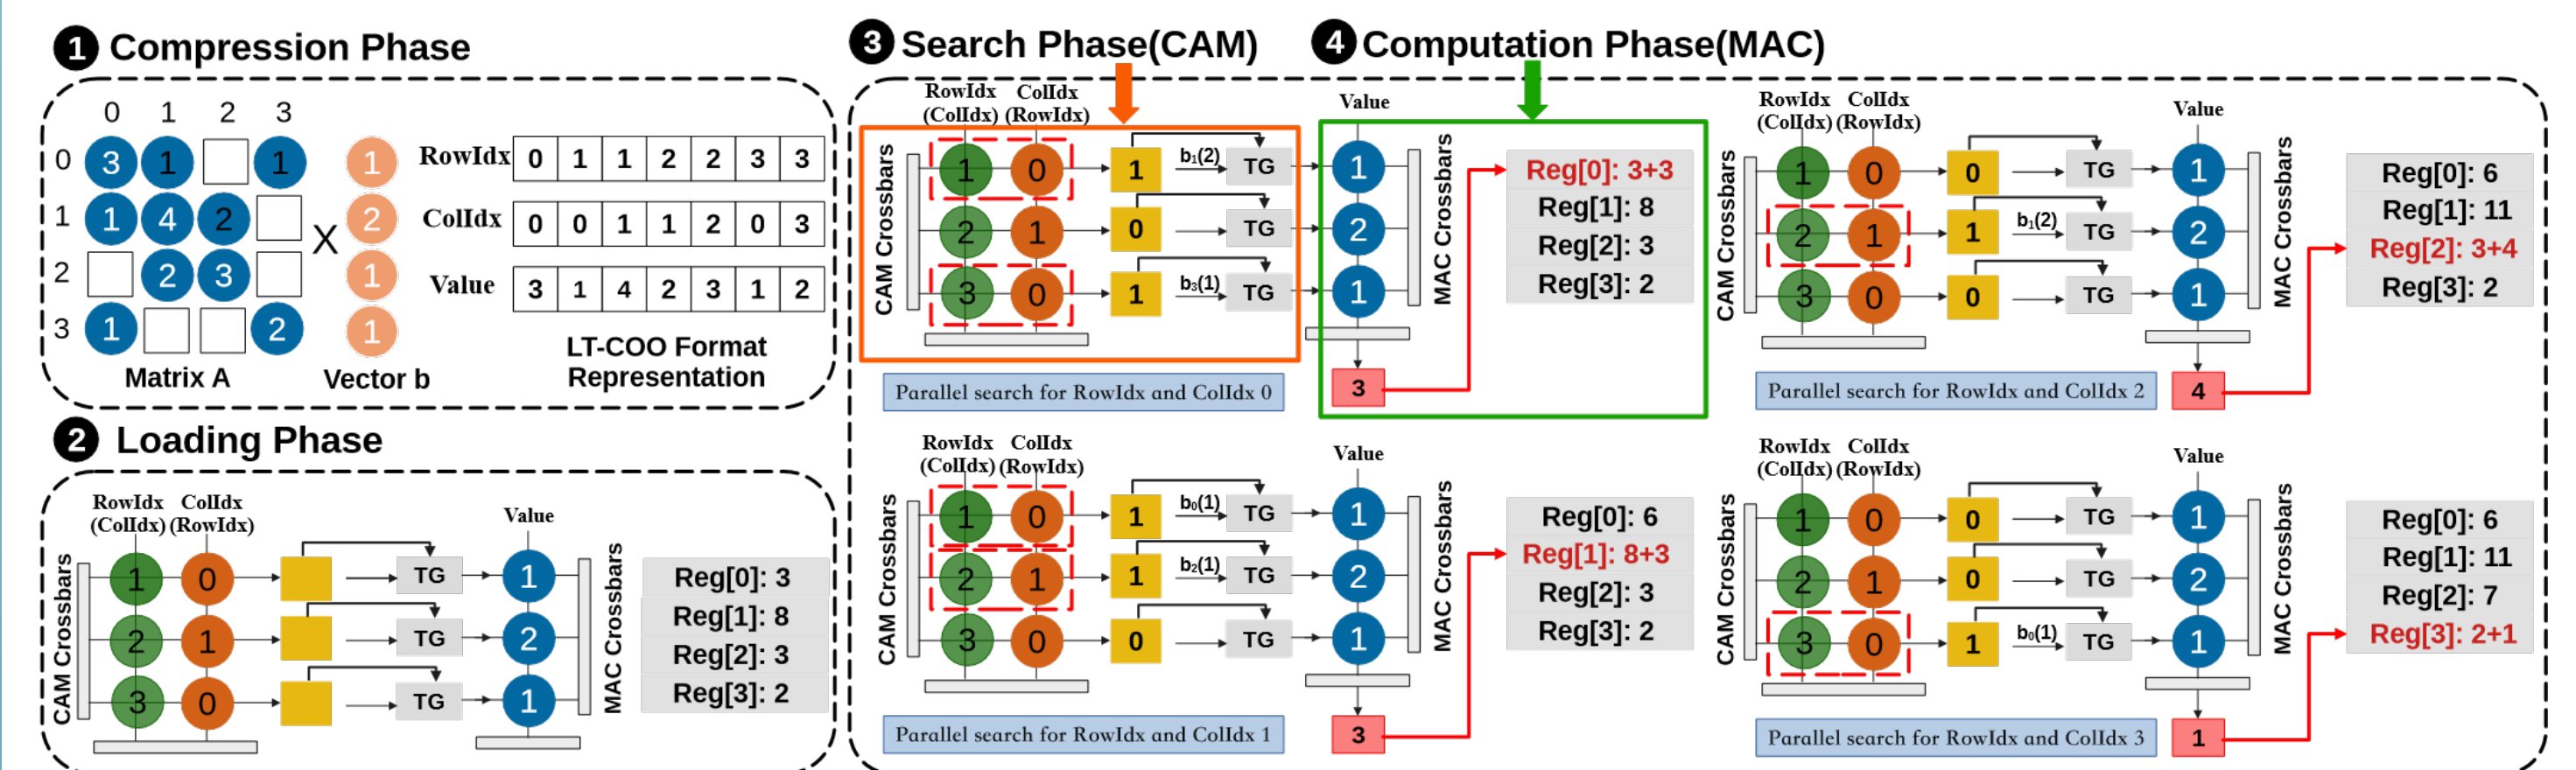 1 Compression Phase
0 1 2 3
0 3 1 1 1
1 1 4 2 2
2 2 3 1
3 1 2 1
X
Matrix A
Vector b
RowIdx 0 1 1 2 2 3 3
ColIdx 0 0 1 1 2 0 3
Value 3 1 4 2 3 1 2
LT-COO Format
Representation
2 Loading Phase
RowIdx ColIdx
(ColIdx) (RowIdx)
Value
CAM Crossbars
1 0 TG 1
2 1 TG 2
3 0 TG 1
MAC Crossbars
Reg[0]: 3
Reg[1]: 8
Reg[2]: 3
Reg[3]: 2
3 Search Phase(CAM)
4 Computation Phase(MAC)
RowIdx ColIdx
(ColIdx) (RowIdx)
Value
CAM Crossbars
1 0 1 b₁(2) TG 1
2 1 0 TG 2
3 0 1 b₃(1) TG 1
MAC Crossbars
Reg[0]: 3+3
Reg[1]: 8
Reg[2]: 3
Reg[3]: 2
Parallel search for RowIdx and ColIdx 0
3
RowIdx ColIdx
(ColIdx) (RowIdx)
Value
CAM Crossbars
1 0 0 TG 1
2 1 1 b₁(2) TG 2
3 0 0 TG 1
MAC Crossbars
Reg[0]: 6
Reg[1]: 11
Reg[2]: 3+4
Reg[3]: 2
Parallel search for RowIdx and ColIdx 2
4
RowIdx ColIdx
(ColIdx) (RowIdx)
Value
CAM Crossbars
1 0 1 b₀(1) TG 1
2 1 1 b₂(1) TG 2
3 0 0 TG 1
MAC Crossbars
Reg[0]: 6
Reg[1]: 8+3
Reg[2]: 3
Reg[3]: 2
Parallel search for RowIdx and ColIdx 1
3
RowIdx ColIdx
(ColIdx) (RowIdx)
Value
CAM Crossbars
1 0 0 TG 1
2 1 0 TG 2
3 0 1 b₀(1) TG 1
MAC Crossbars
Reg[0]: 6
Reg[1]: 11
Reg[2]: 7
Reg[3]: 2+1
Parallel search for RowIdx and ColIdx 3
1